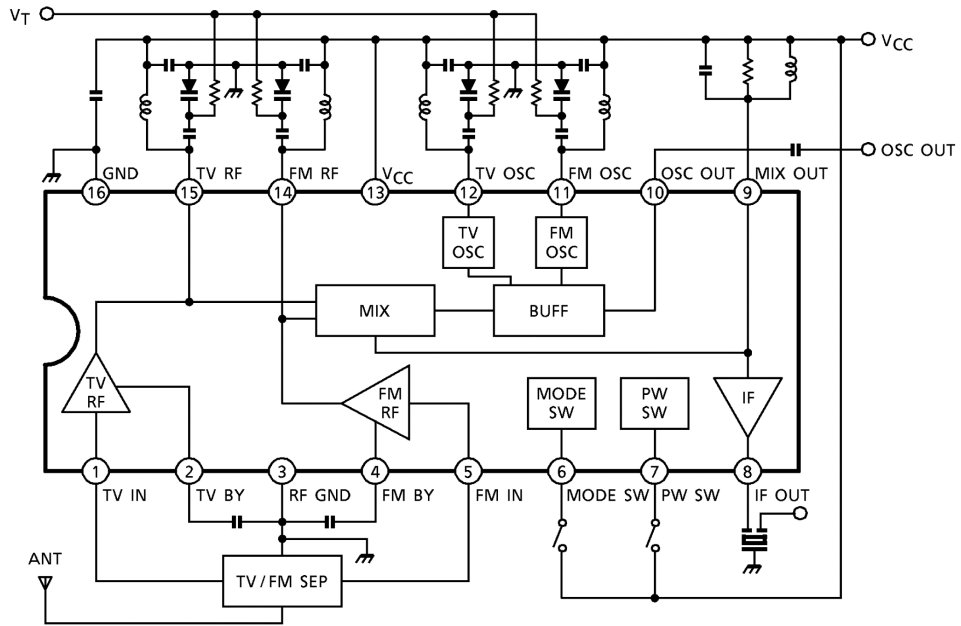 VT
VCC
OSC OUT
GND
TV RF
FM RF
VCC
TV OSC
FM OSC
OSC OUT
MIX OUT
16
15
14
13
12
11
10
9
TV
OSC
FM
OSC
MIX
BUFF
TV
RF
FM
RF
MODE
SW
PW
SW
IF
1
2
3
4
5
6
7
8
TV IN
TV BY
RF GND
FM BY
FM IN
MODE SW
PW SW
IF OUT
ANT
TV/FM SEP